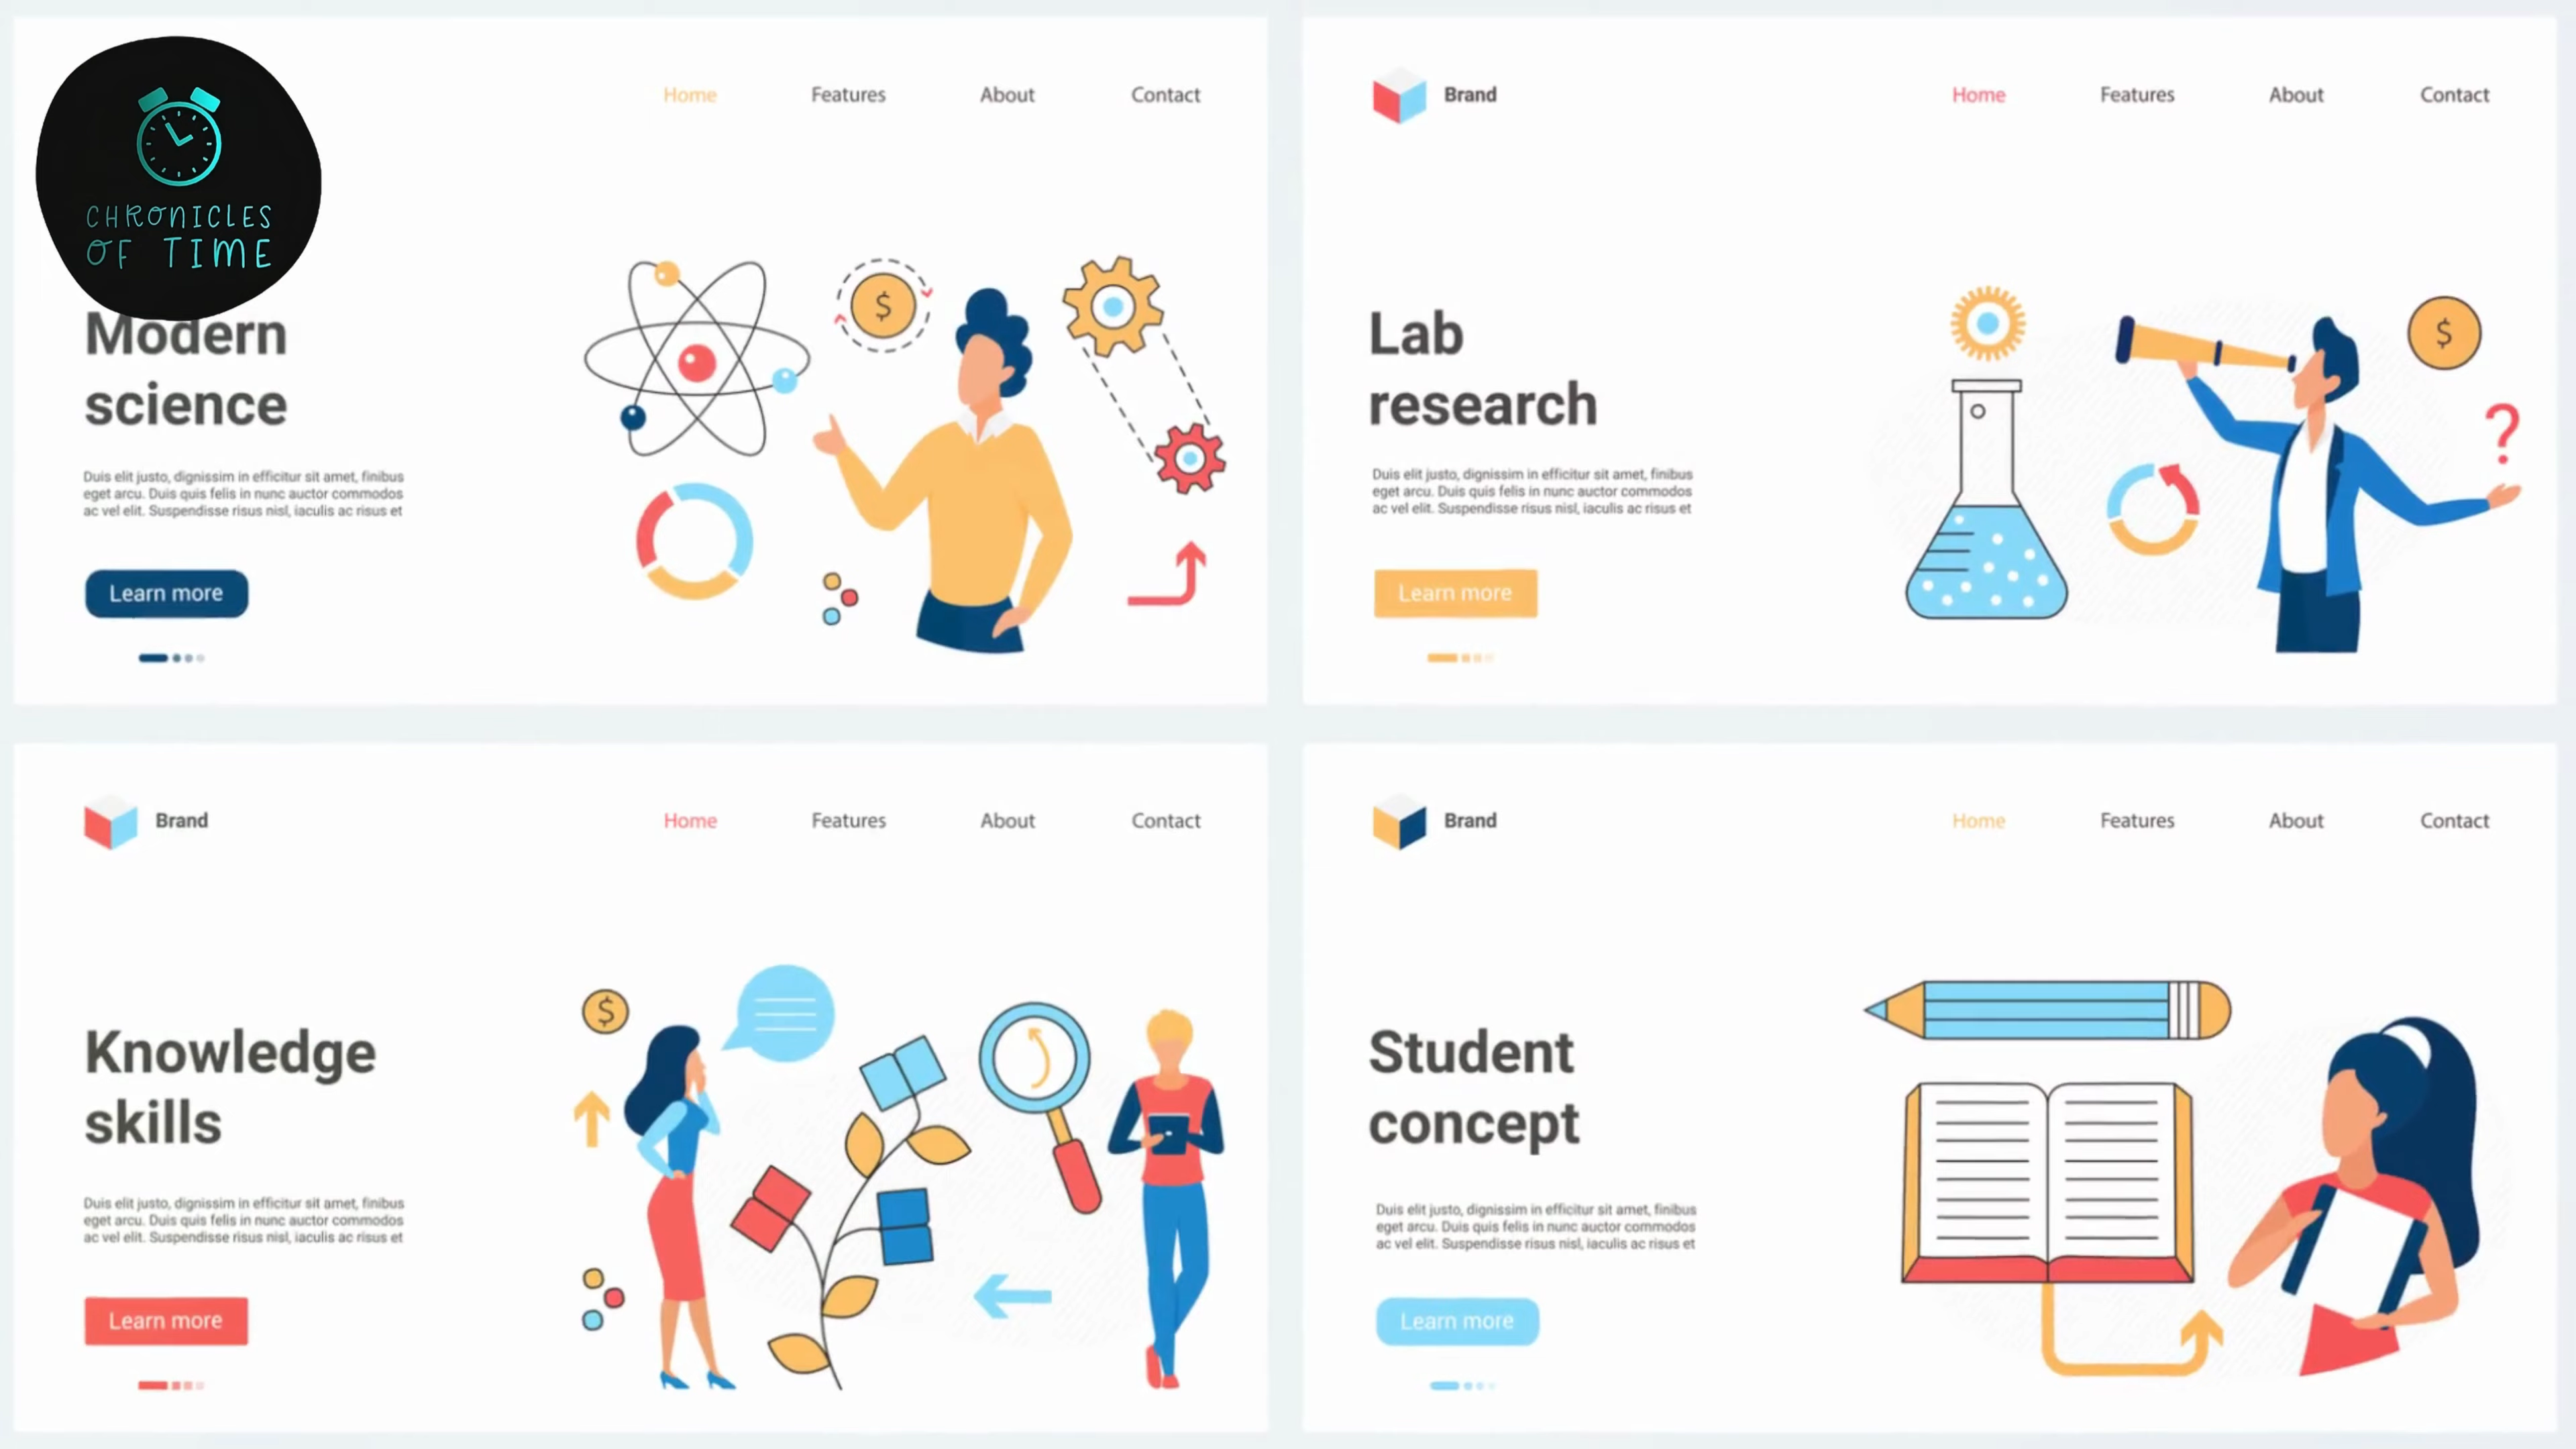 CHRONICLES
OF TIME
Home Features About Contact
Modern
science
Duis elit justo, dignissim in efficitur sit amet, finibus
eget arcu. Duis quis felis in nunc auctor commodos
ac vel elit. Suspendisse risus nisl, iaculis ac risus et
Learn more
$
Brand
Home Features About Contact
Lab
research
Duis elit justo, dignissim in efficitur sit amet, finibus
eget arcu. Duis quis felis in nunc auctor commodos
ac vel elit. Suspendisse risus nisl, iaculis ac risus et
Learn more
$
?
Brand
Home Features About Contact
Knowledge
skills
Duis elit justo, dignissim in efficitur sit amet, finibus
eget arcu. Duis quis felis in nunc auctor commodos
ac vel elit. Suspendisse risus nisl, iaculis ac risus et
Learn more
$
Brand
Home Features About Contact
Student
concept
Duis elit justo, dignissim in efficitur sit amet, finibus
eget arcu. Duis quis felis in nunc auctor commodos
ac vel elit. Suspendisse risus nisl, iaculis ac risus et
Learn more